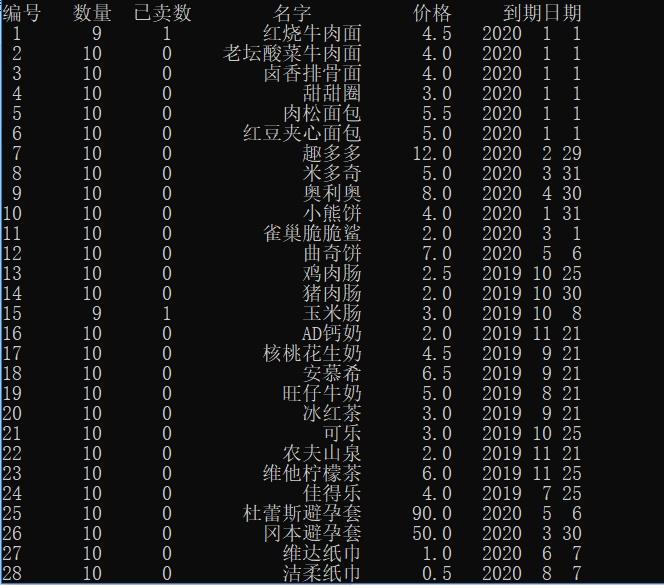 编号 数量 已卖数 名字 价格 到期日期
1 9 1 红烧牛肉面 4.5 2020 1 1
2 10 0 老坛酸菜牛肉面 4.0 2020 1 1
3 10 0 卤香排骨面 4.0 2020 1 1
4 10 0 甜甜圈 3.0 2020 1 1
5 10 0 肉松面包 5.5 2020 1 1
6 10 0 红豆夹心面包 5.0 2020 1 1
7 10 0 趣多多 12.0 2020 2 29
8 10 0 米多奇 5.0 2020 3 31
9 10 0 奥利奥 8.0 2020 4 30
10 10 0 小熊饼 4.0 2020 1 31
11 10 0 雀巢脆脆鲨 2.0 2020 3 1
12 10 0 曲奇饼 7.0 2020 5 6
13 10 0 鸡肉肠 2.5 2019 10 25
14 10 0 猪肉肠 2.0 2019 10 30
15 9 1 玉米肠 3.0 2019 10 8
16 10 0 AD钙奶 2.0 2019 11 21
17 10 0 核桃花生奶 4.5 2019 9 21
18 10 0 安慕希 6.5 2019 9 21
19 10 0 旺仔牛奶 5.0 2019 8 21
20 10 0 冰红茶 3.0 2019 9 21
21 10 0 可乐 3.0 2019 10 25
22 10 0 农夫山泉 2.0 2019 11 21
23 10 0 维他柠檬茶 6.0 2019 11 25
24 10 0 佳得乐 4.0 2019 7 25
25 10 0 杜蕾斯避孕套 90.0 2020 5 6
26 10 0 冈本避孕套 50.0 2020 3 30
27 10 0 维达纸巾 1.0 2020 6 7
28 10 0 洁柔纸巾 0.5 2020 8 7